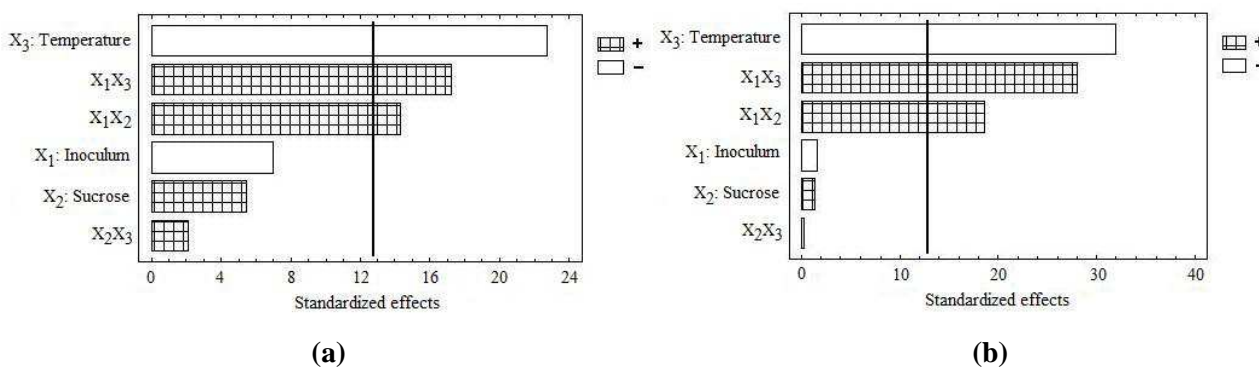 X3: Temperature
X1X3
X1X2
X1: Inoculum
X2: Sucrose
X2X3
0 4 8 12 16 20 24
Standardized effects
+
-
(a)
X3: Temperature
X1X3
X1X2
X1: Inoculum
X2: Sucrose
X2X3
0 10 20 30 40
Standardized effects
+
-
(b)